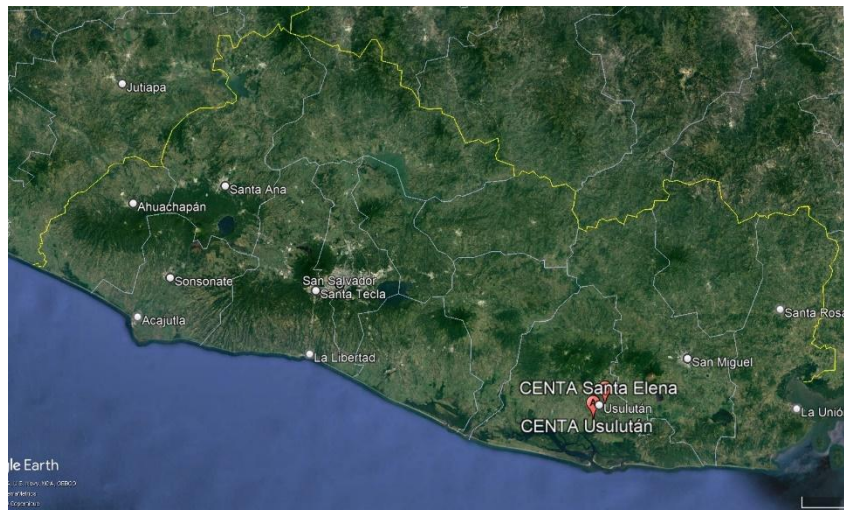 Jutiapa
Santa Ana
Ahuachapán
Sonsonate
San Salvador
Santa Tecla
Santa Rosa
Acajutla
La Libertad
San Miguel
CENTA Santa Elena
Usulután
La Unió
CENTA Usulután
le Earth